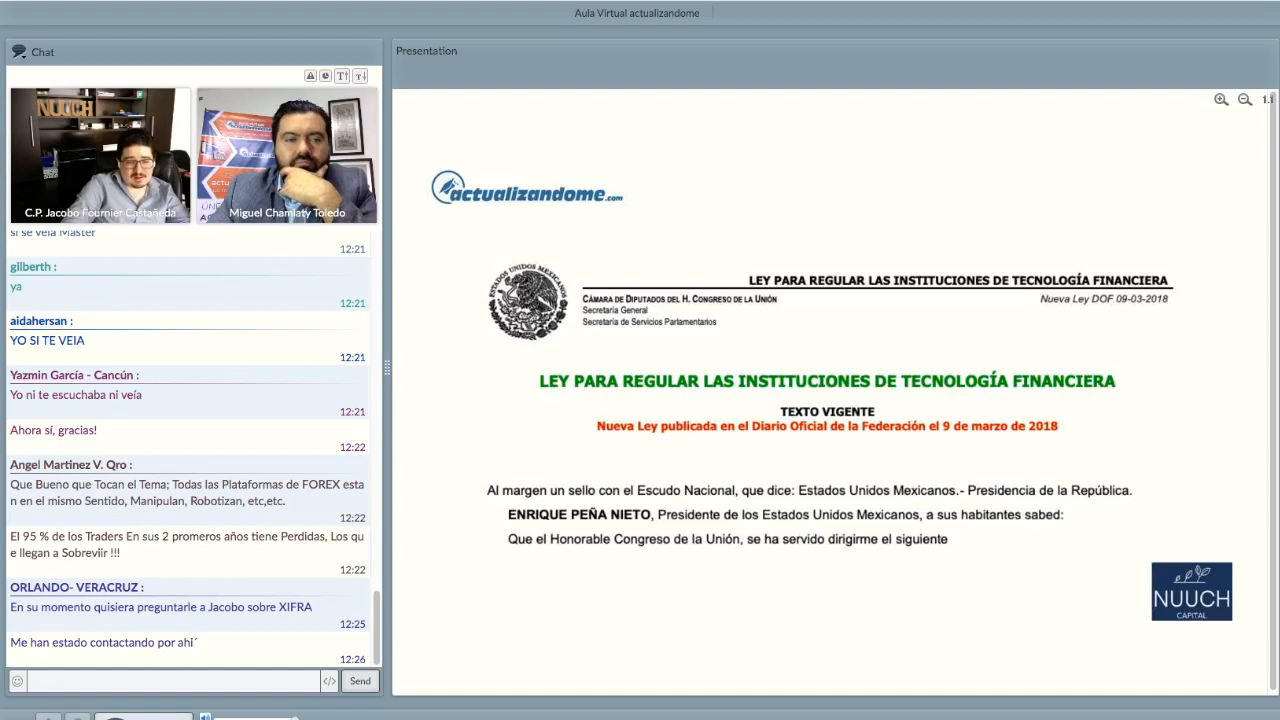 Aula Virtual actualizandome
Chat
Presentation
NUUCH
C.P. Jacobo Fournier Castañeda
Miguel Chamlaty Toledo
si se veia Master
12:21
gilberth :
ya
12:21
aidahersan :
YO SI TE VEIA
12:21
Yazmin García - Cancún :
Yo ni te escuchaba ni veía
12:21
Ahora sí, gracias!
12:22
Angel Martinez V. Qro :
Que Bueno que Tocan el Tema; Todas las Plataformas de FOREX esta
n en el mismo Sentido, Manipulan, Robotizan, etc,etc.
12:22
El 95 % de los Traders En sus 2 promeros años tiene Perdidas, Los qu
e llegan a Sobreviir !!!
12:22
ORLANDO- VERACRUZ :
En su momento quisiera preguntarle a Jacobo sobre XIFRA
12:25
Me han estado contactando por ahi´
12:26
Send
actualizandome.com
ESTADOS UNIDOS MEXICANOS
LEY PARA REGULAR LAS INSTITUCIONES DE TECNOLOGÍA FINANCIERA
CÁMARA DE DIPUTADOS DEL H. CONGRESO DE LA UNIÓN
Nueva Ley DOF 09-03-2018
Secretaría General
Secretaría de Servicios Parlamentarios
LEY PARA REGULAR LAS INSTITUCIONES DE TECNOLOGÍA FINANCIERA
TEXTO VIGENTE
Nueva Ley publicada en el Diario Oficial de la Federación el 9 de marzo de 2018
Al margen un sello con el Escudo Nacional, que dice: Estados Unidos Mexicanos.- Presidencia de la República.
ENRIQUE PEÑA NIETO, Presidente de los Estados Unidos Mexicanos, a sus habitantes sabed:
Que el Honorable Congreso de la Unión, se ha servido dirigirme el siguiente
NUUCH
CAPITAL